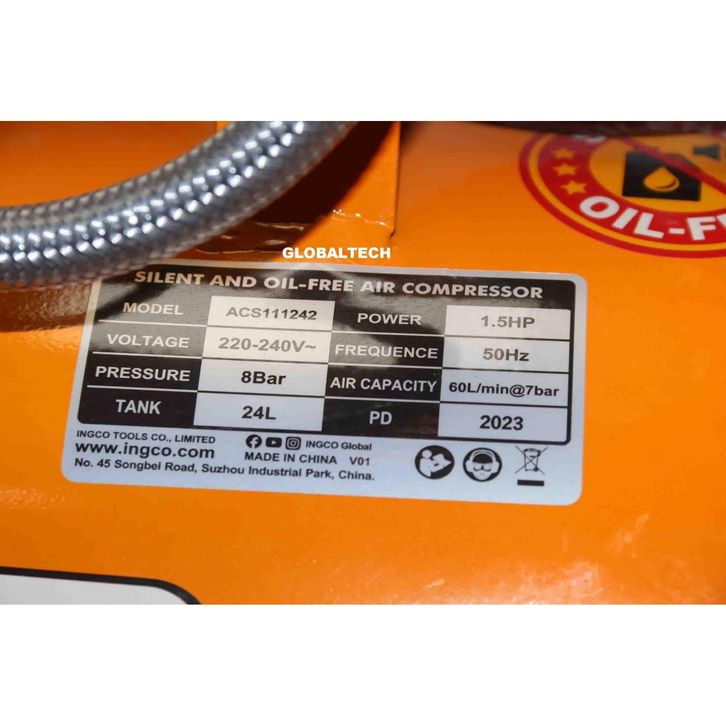 OIL-F
GLOBALTECH
SILENT AND OIL-FREE AIR COMPRESSOR
MODEL ACS111242 POWER 1.5HP
VOLTAGE 220-240V~ FREQUENCE 50Hz
PRESSURE 8Bar AIR CAPACITY 60L/min@7bar
TANK 24L PD 2023
INGCO TOOLS CO., LIMITED INGCO Global
www.ingco.com MADE IN CHINA V01
No. 45 Songbei Road, Suzhou Industrial Park, China.